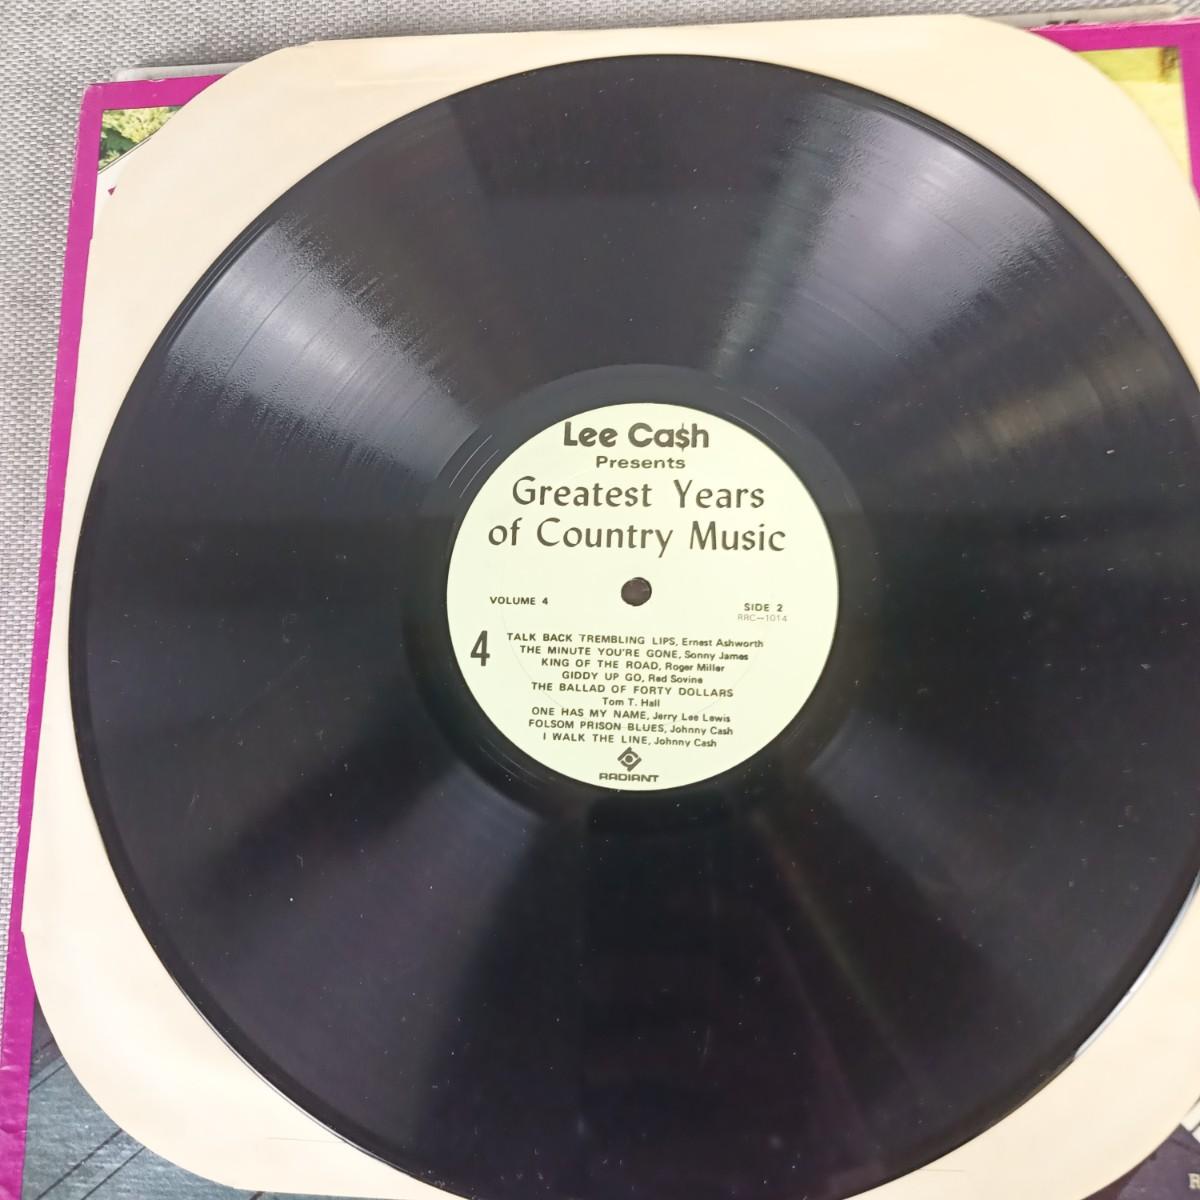 Lee Ca$h
Presents
Greatest Years
of Country Music
VOLUME 4
SIDE 2
RRC-1014
4
TALK BACK TREMBLING LIPS, Ernest Ashworth
THE MINUTE YOU'RE GONE, Sonny James
KING OF THE ROAD, Roger Miller
GIDDY UP GO, Red Sovine
THE BALLAD OF FORTY DOLLARS
Tom T. Hall
ONE HAS MY NAME, Jerry Lee Lewis
FOLSOM PRISON BLUES, Johnny Cash
I WALK THE LINE, Johnny Cash
RADIANT